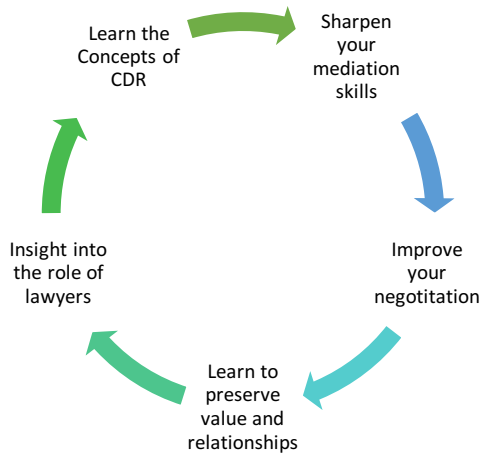 Learn the
Concepts of
CDR
Sharpen
your
mediation
skills
Improve
your
negotitation
Learn to
preserve
value and
relationships
Insight into
the role of
lawyers